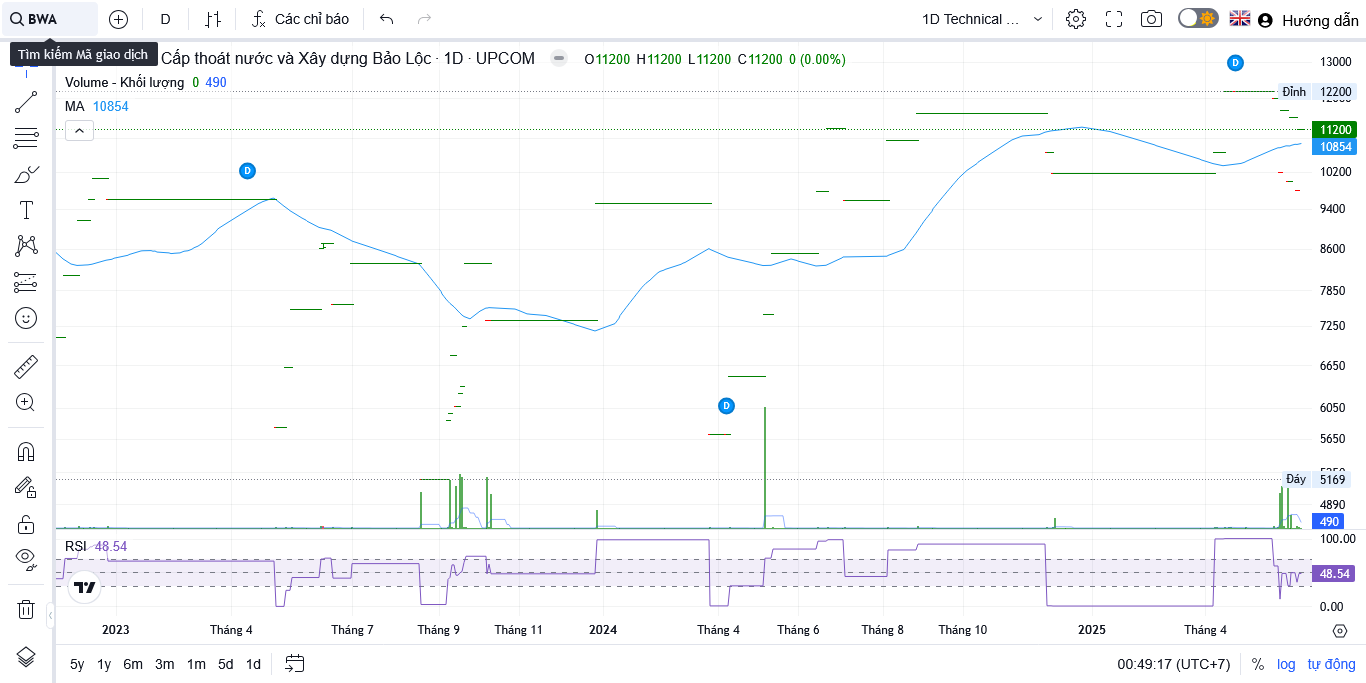 BWA
D
Các chỉ báo
1D Technical ...
Hướng dẫn
Tìm kiếm Mã giao dịch
Cấp thoát nước và Xây dựng Bảo Lộc · 1D · UPCOM
O11200 H11200 L11200 C11200 0 (0.00%)
Volume - Khối lượng 0 490
MA 10854
D
D
D
13000
Đỉnh 12200
11200
10854
10200
9400
8600
7850
7250
6650
6050
5650
Đáy 5169
4890
490
RSI 48.54
100.00
48.54
0.00
2023
Tháng 4
Tháng 7
Tháng 9
Tháng 11
2024
Tháng 4
Tháng 6
Tháng 8
Tháng 10
2025
Tháng 4
5y 1y 6m 3m 1m 5d 1d
00:49:17 (UTC+7)
% log tự động